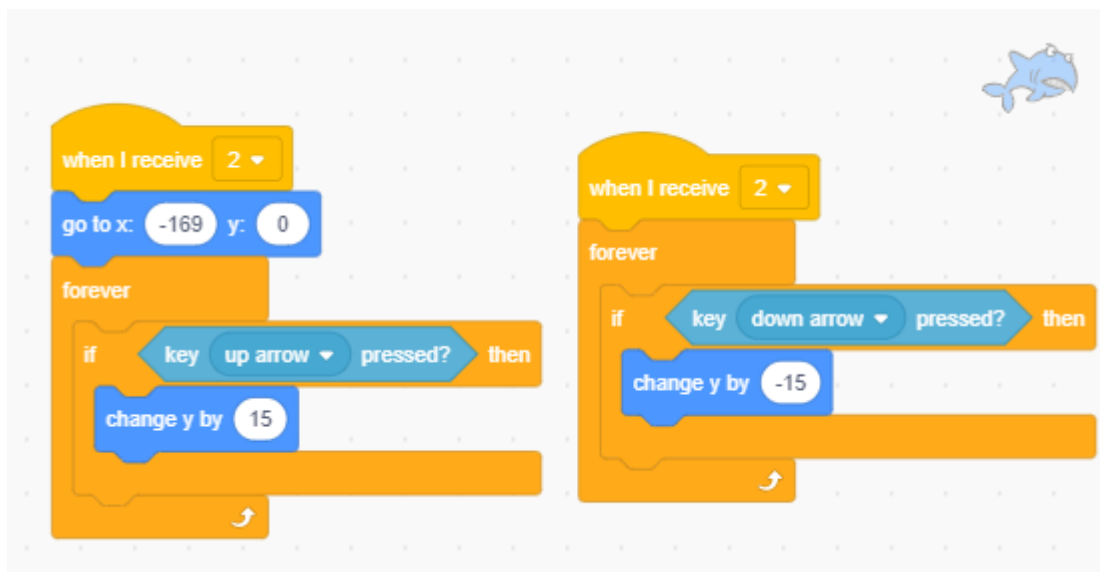 when I receive 2
go to x: -169 y: 0
forever
if key up arrow pressed? then
change y by 15
when I receive 2
forever
if key down arrow pressed? then
change y by -15